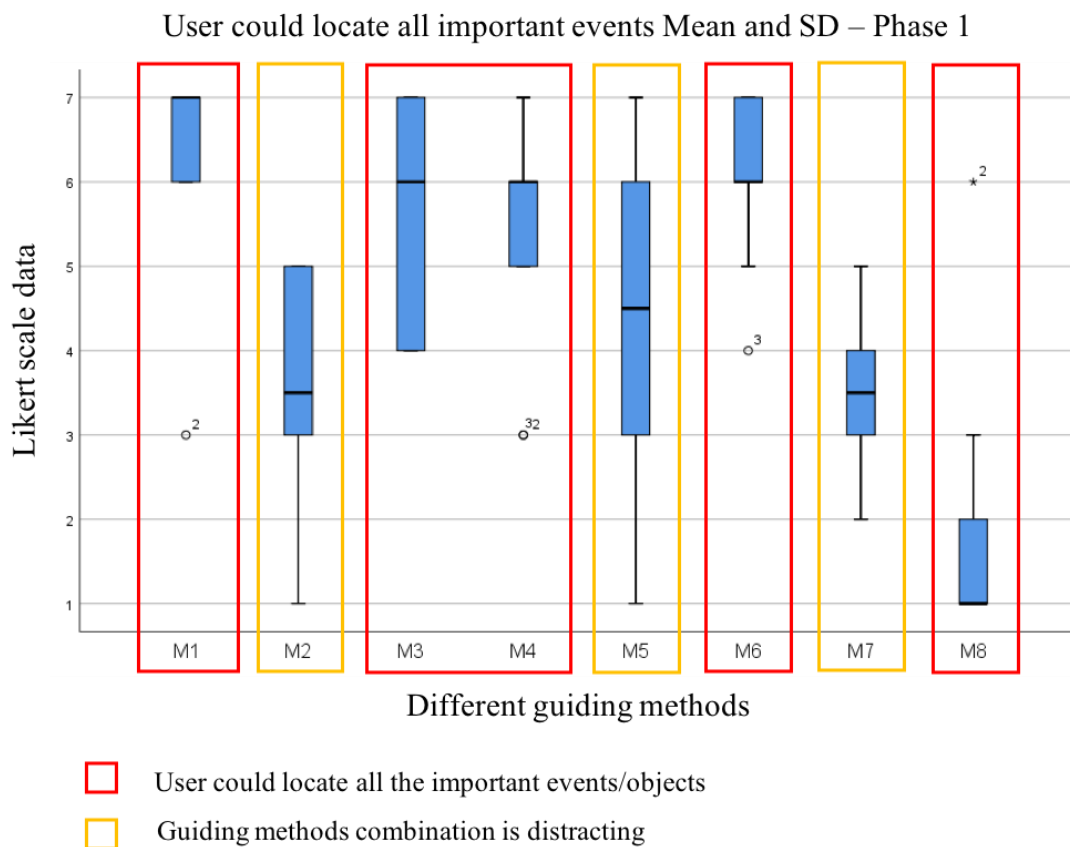 User could locate all important events Mean and SD – Phase 1
Likert scale data
7
6
5
4
3
2
1
2
32
3
2
M1 M2 M3 M4 M5 M6 M7 M8
Different guiding methods
User could locate all the important events/objects
Guiding methods combination is distracting